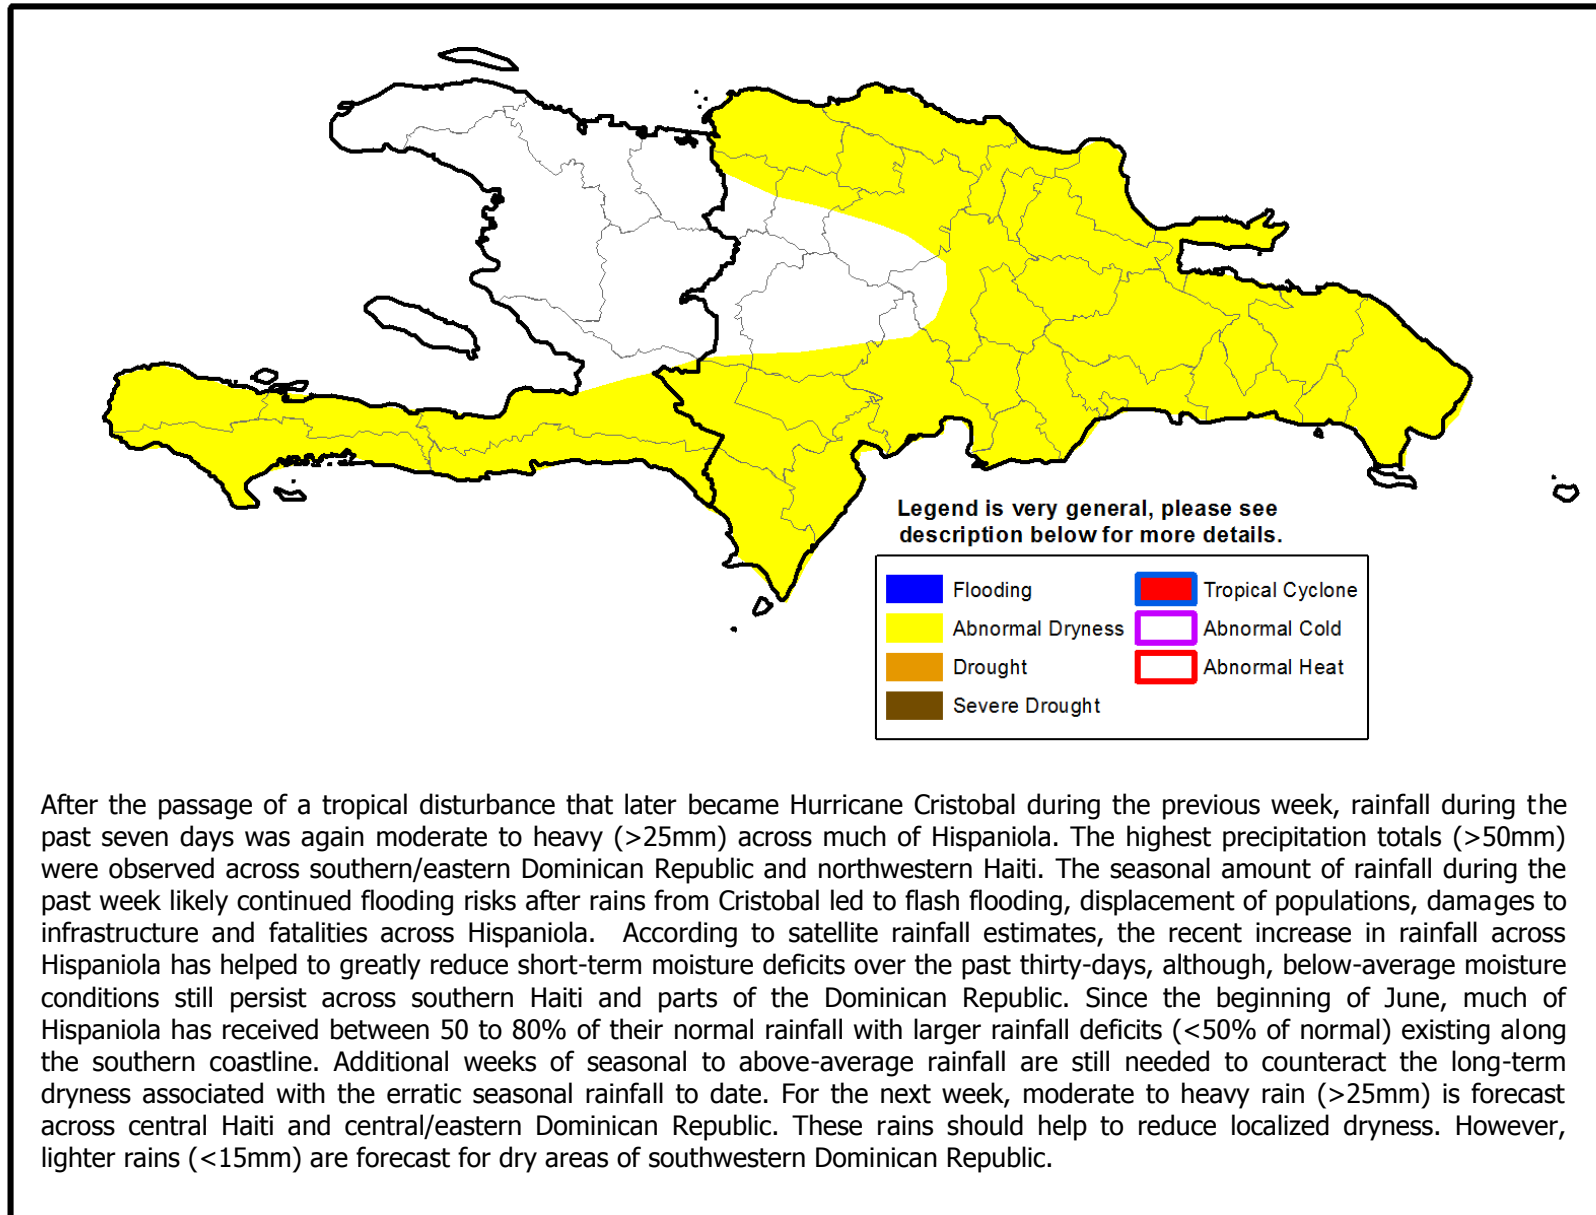 Legend is very general, please see
description below for more details.
Flooding
Abnormal Dryness
Drought
Severe Drought
Tropical Cyclone
Abnormal Cold
Abnormal Heat
After the passage of a tropical disturbance that later became Hurricane Cristobal during the previous week, rainfall during the
past seven days was again moderate to heavy (>25mm) across much of Hispaniola. The highest precipitation totals (>50mm)
were observed across southern/eastern Dominican Republic and northwestern Haiti. The seasonal amount of rainfall during the
past week likely continued flooding risks after rains from Cristobal led to flash flooding, displacement of populations, damages to
infrastructure and fatalities across Hispaniola. According to satellite rainfall estimates, the recent increase in rainfall across
Hispaniola has helped to greatly reduce short-term moisture deficits over the past thirty-days, although, below-average moisture
conditions still persist across southern Haiti and parts of the Dominican Republic. Since the beginning of June, much of
Hispaniola has received between 50 to 80% of their normal rainfall with larger rainfall deficits (<50% of normal) existing along
the southern coastline. Additional weeks of seasonal to above-average rainfall are still needed to counteract the long-term
dryness associated with the erratic seasonal rainfall to date. For the next week, moderate to heavy rain (>25mm) is forecast
across central Haiti and central/eastern Dominican Republic. These rains should help to reduce localized dryness. However,
lighter rains (<15mm) are forecast for dry areas of southwestern Dominican Republic.